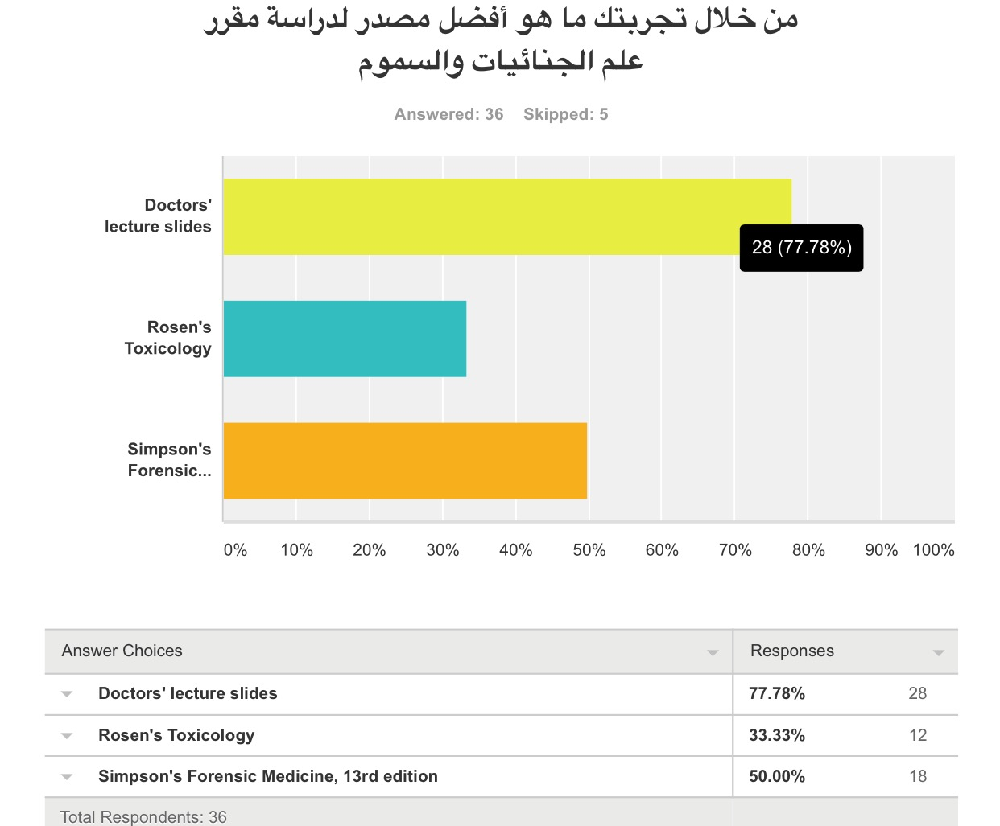 من خلال تجربتك ما هو أفضل مصدر لدراسة مقرر
علم الجنائيات والسموم
Answered: 36 Skipped: 5
Doctors'
lecture slides
28 (77.78%)
Rosen's
Toxicology
Simpson's
Forensic...
0% 10% 20% 30% 40% 50% 60% 70% 80% 90% 100%
Answer Choices Responses
Doctors' lecture slides 77.78% 28
Rosen's Toxicology 33.33% 12
Simpson's Forensic Medicine, 13rd edition 50.00% 18
Total Respondents: 36